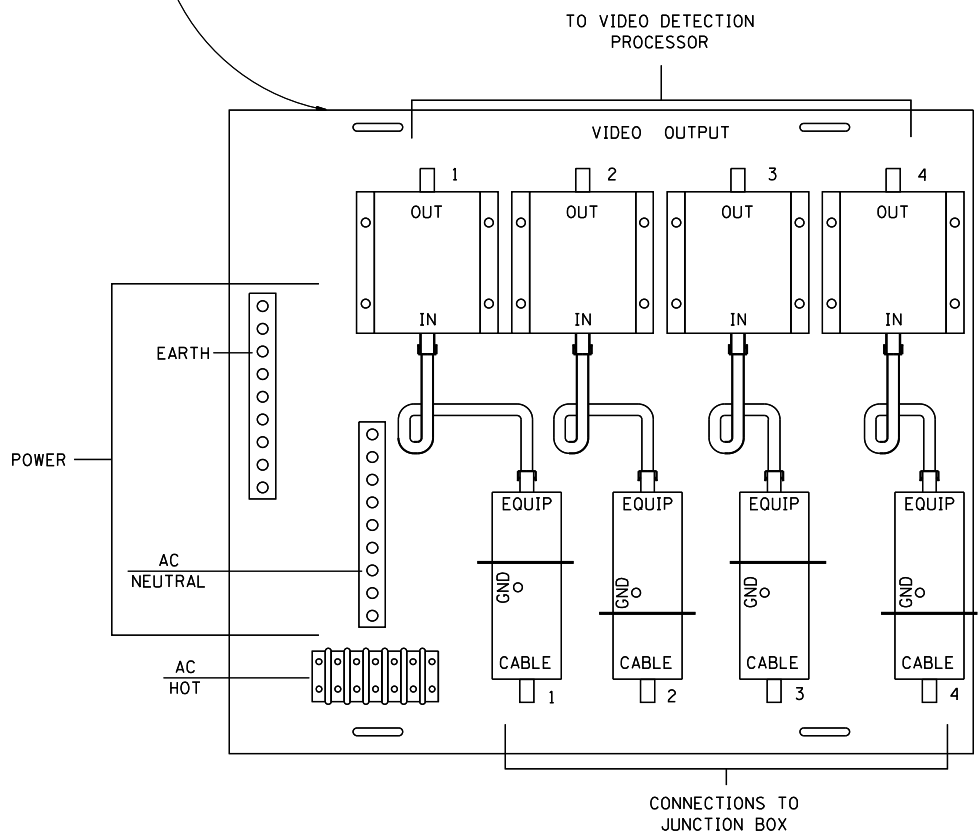 TO VIDEO DETECTION
PROCESSOR
VIDEO OUTPUT
1 2 3 4
OUT OUT OUT OUT
IN IN IN IN
EARTH
POWER
EQUIP EQUIP EQUIP EQUIP
AC
NEUTRAL
GND GND GND GND
CABLE CABLE CABLE CABLE
AC
HOT
1 2 3 4
CONNECTIONS TO
JUNCTION BOX